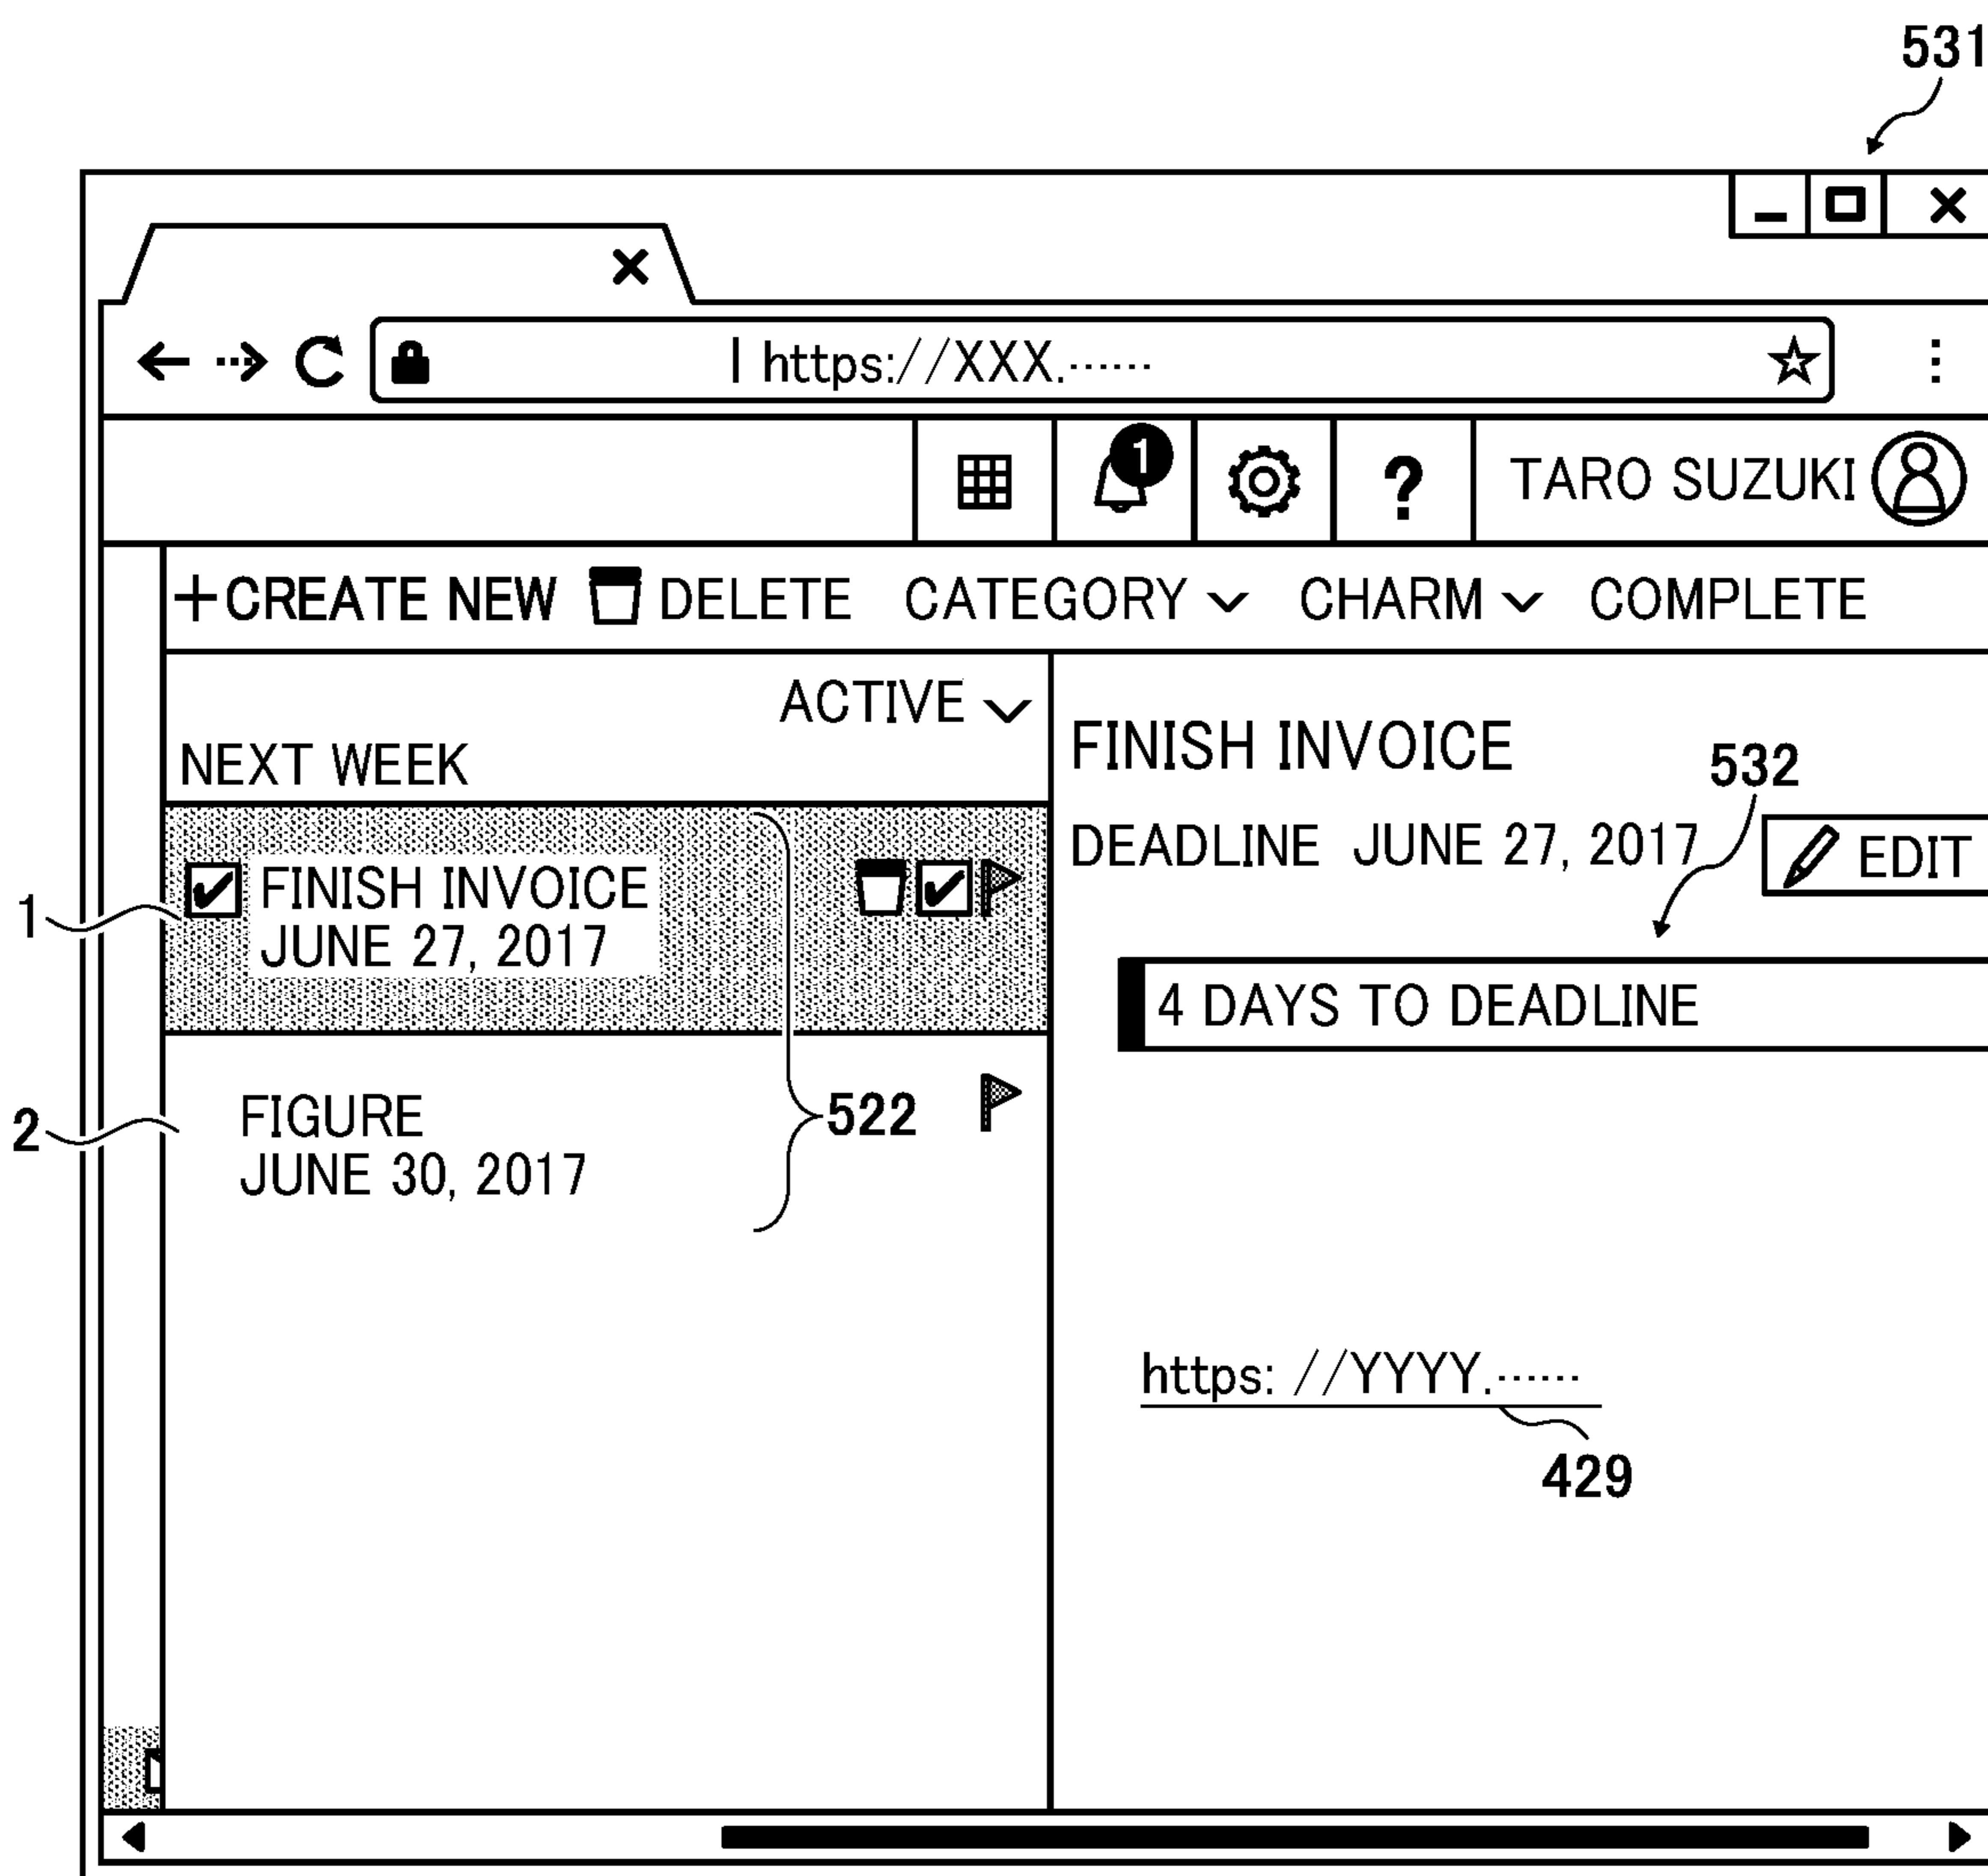 531
https://XXX.……
1
?
TARO SUZUKI
+CREATE NEW DELETE CATEGORY CHARM COMPLETE
ACTIVE
NEXT WEEK
1
FINISH INVOICE
JUNE 27, 2017
2
FIGURE
JUNE 30, 2017
522
FINISH INVOICE
532
DEADLINE JUNE 27, 2017
EDIT
4 DAYS TO DEADLINE
https: //YYYY.……
429